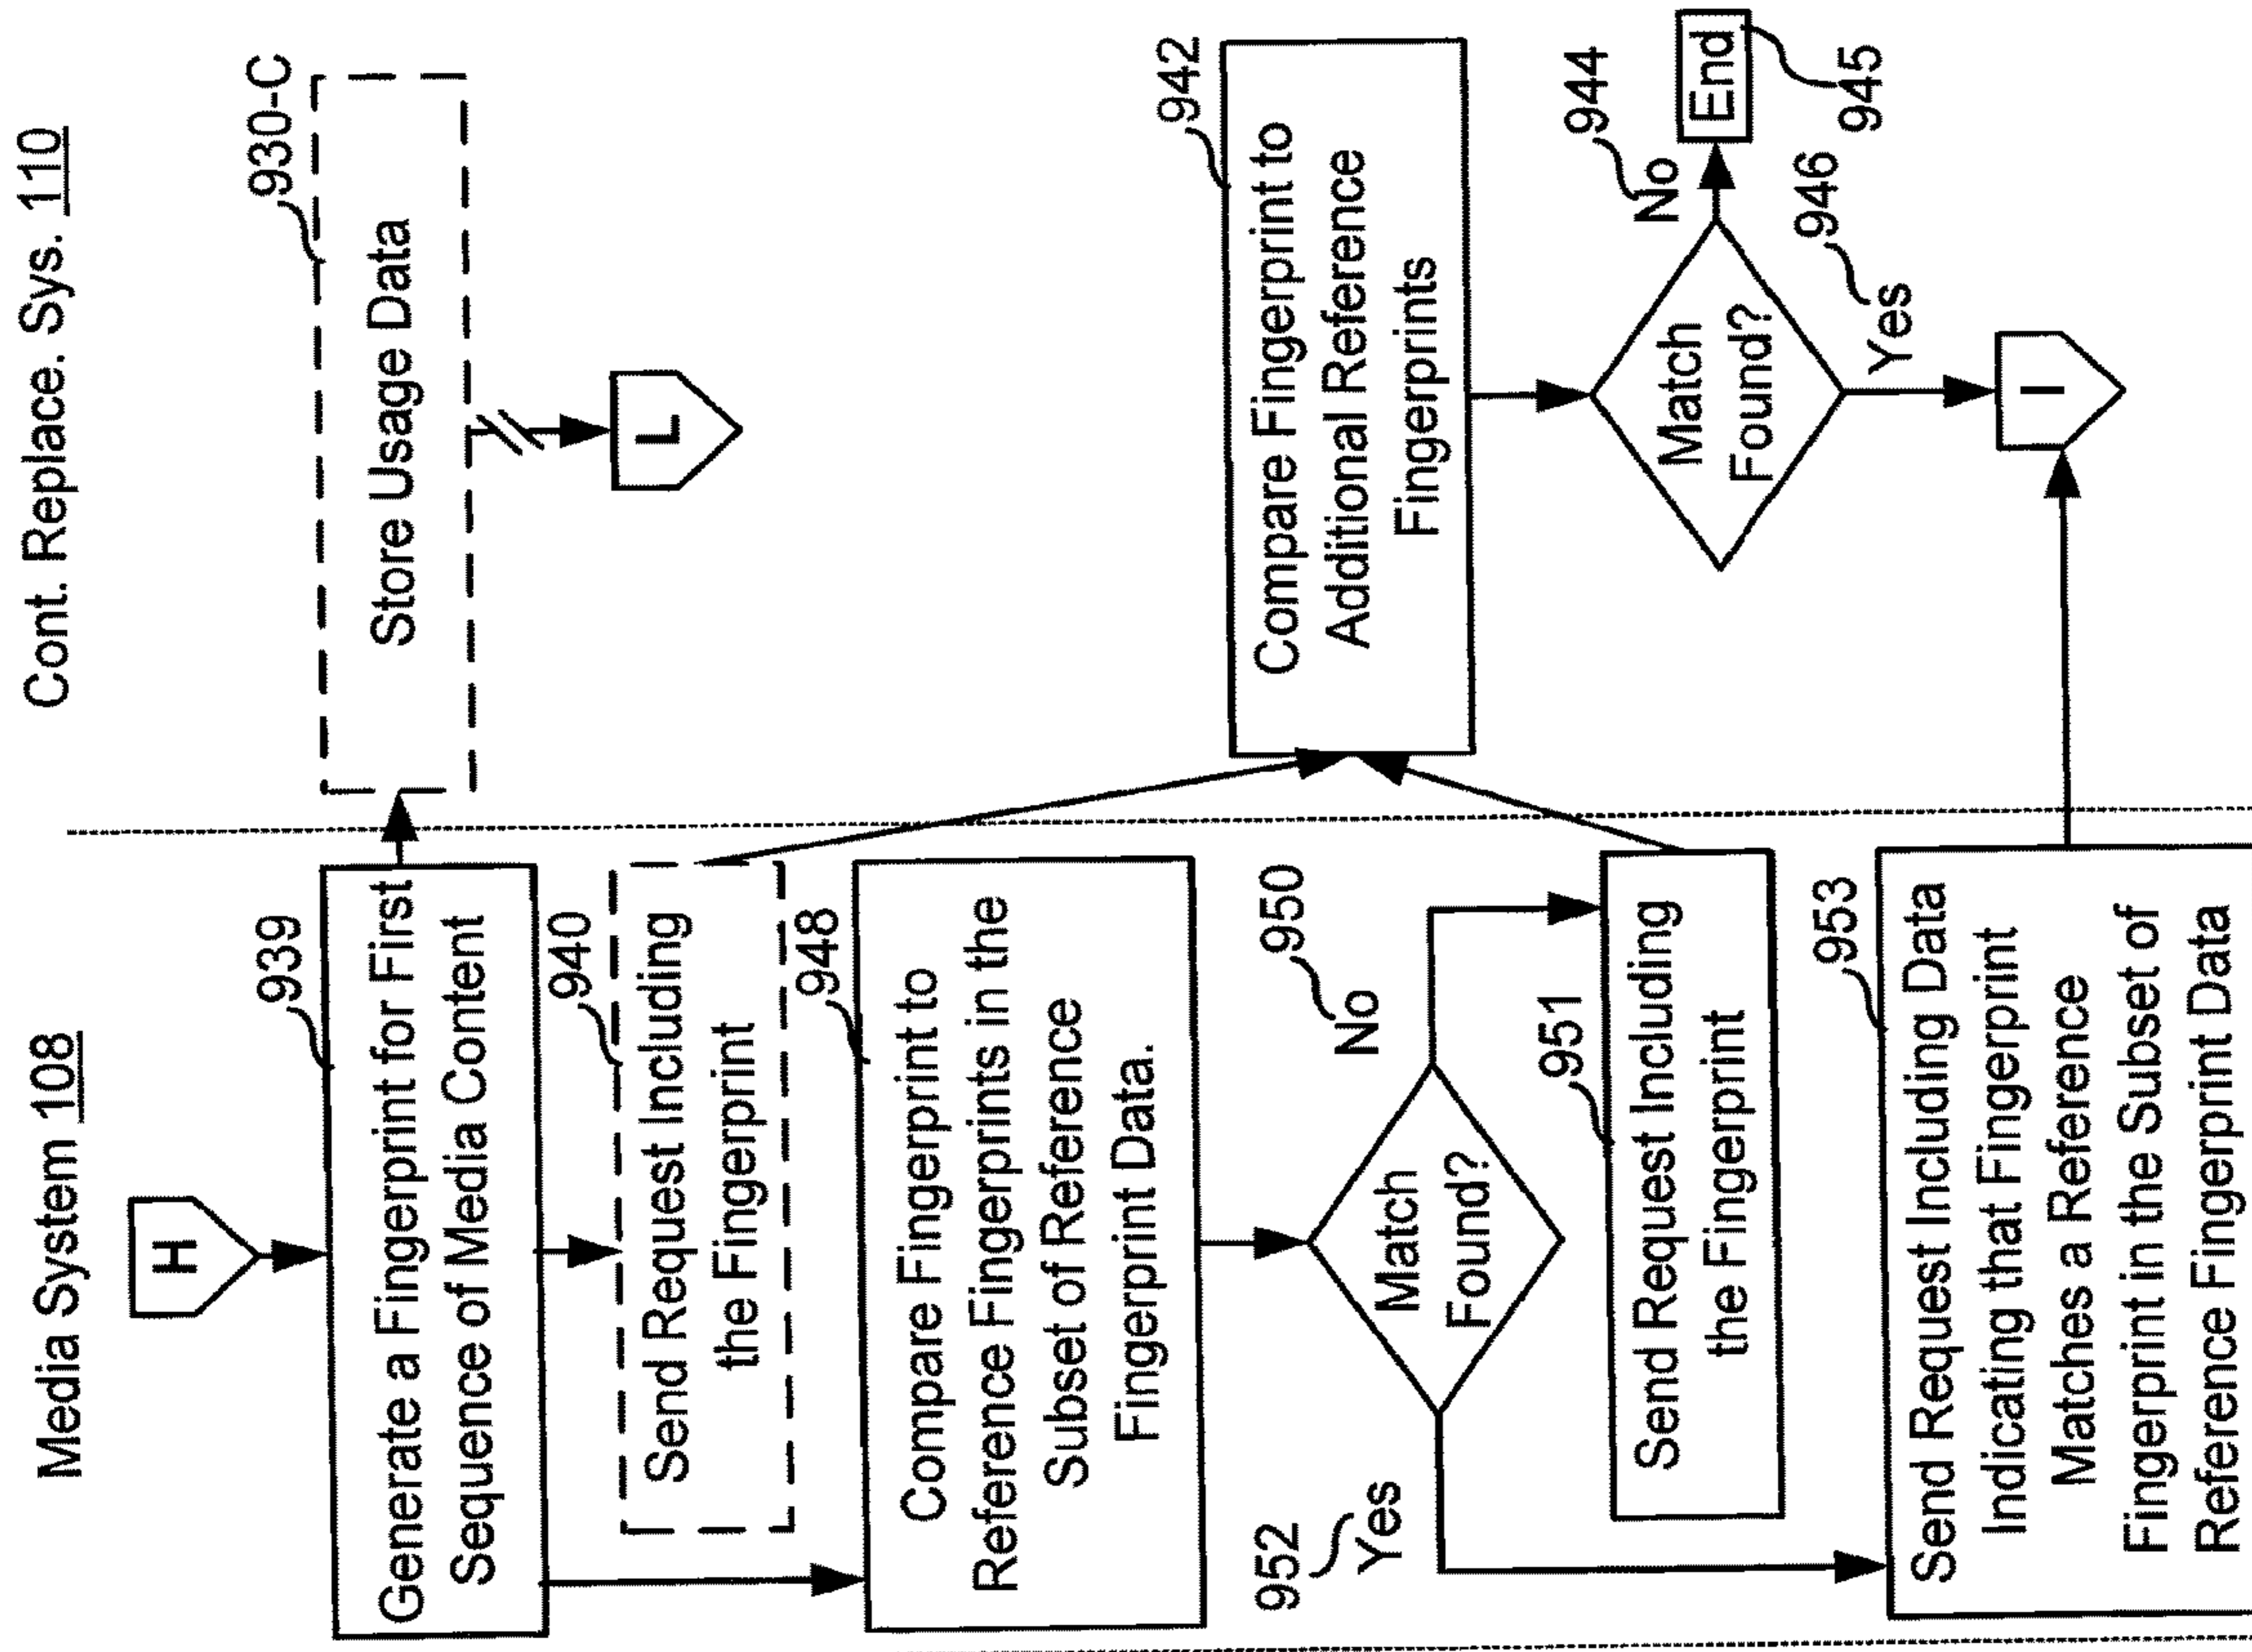 Media System 108
H
939
Generate a Fingerprint for First
Sequence of Media Content
940
Send Request Including
the Fingerprint
948
Compare Fingerprint to
Reference Fingerprints in the
Subset of Reference
Fingerprint Data.
Match
Found?
No
950
Yes
952
951
Send Request Including
the Fingerprint
953
Send Request Including Data
Indicating that Fingerprint
Matches a Reference
Fingerprint in the Subset of
Reference Fingerprint Data
Cont. Replace. Sys. 110
930-C
Store Usage Data
L
942
Compare Fingerprint to
Additional Reference
Fingerprints
Match
Found?
No
944
End
945
Yes
946
I